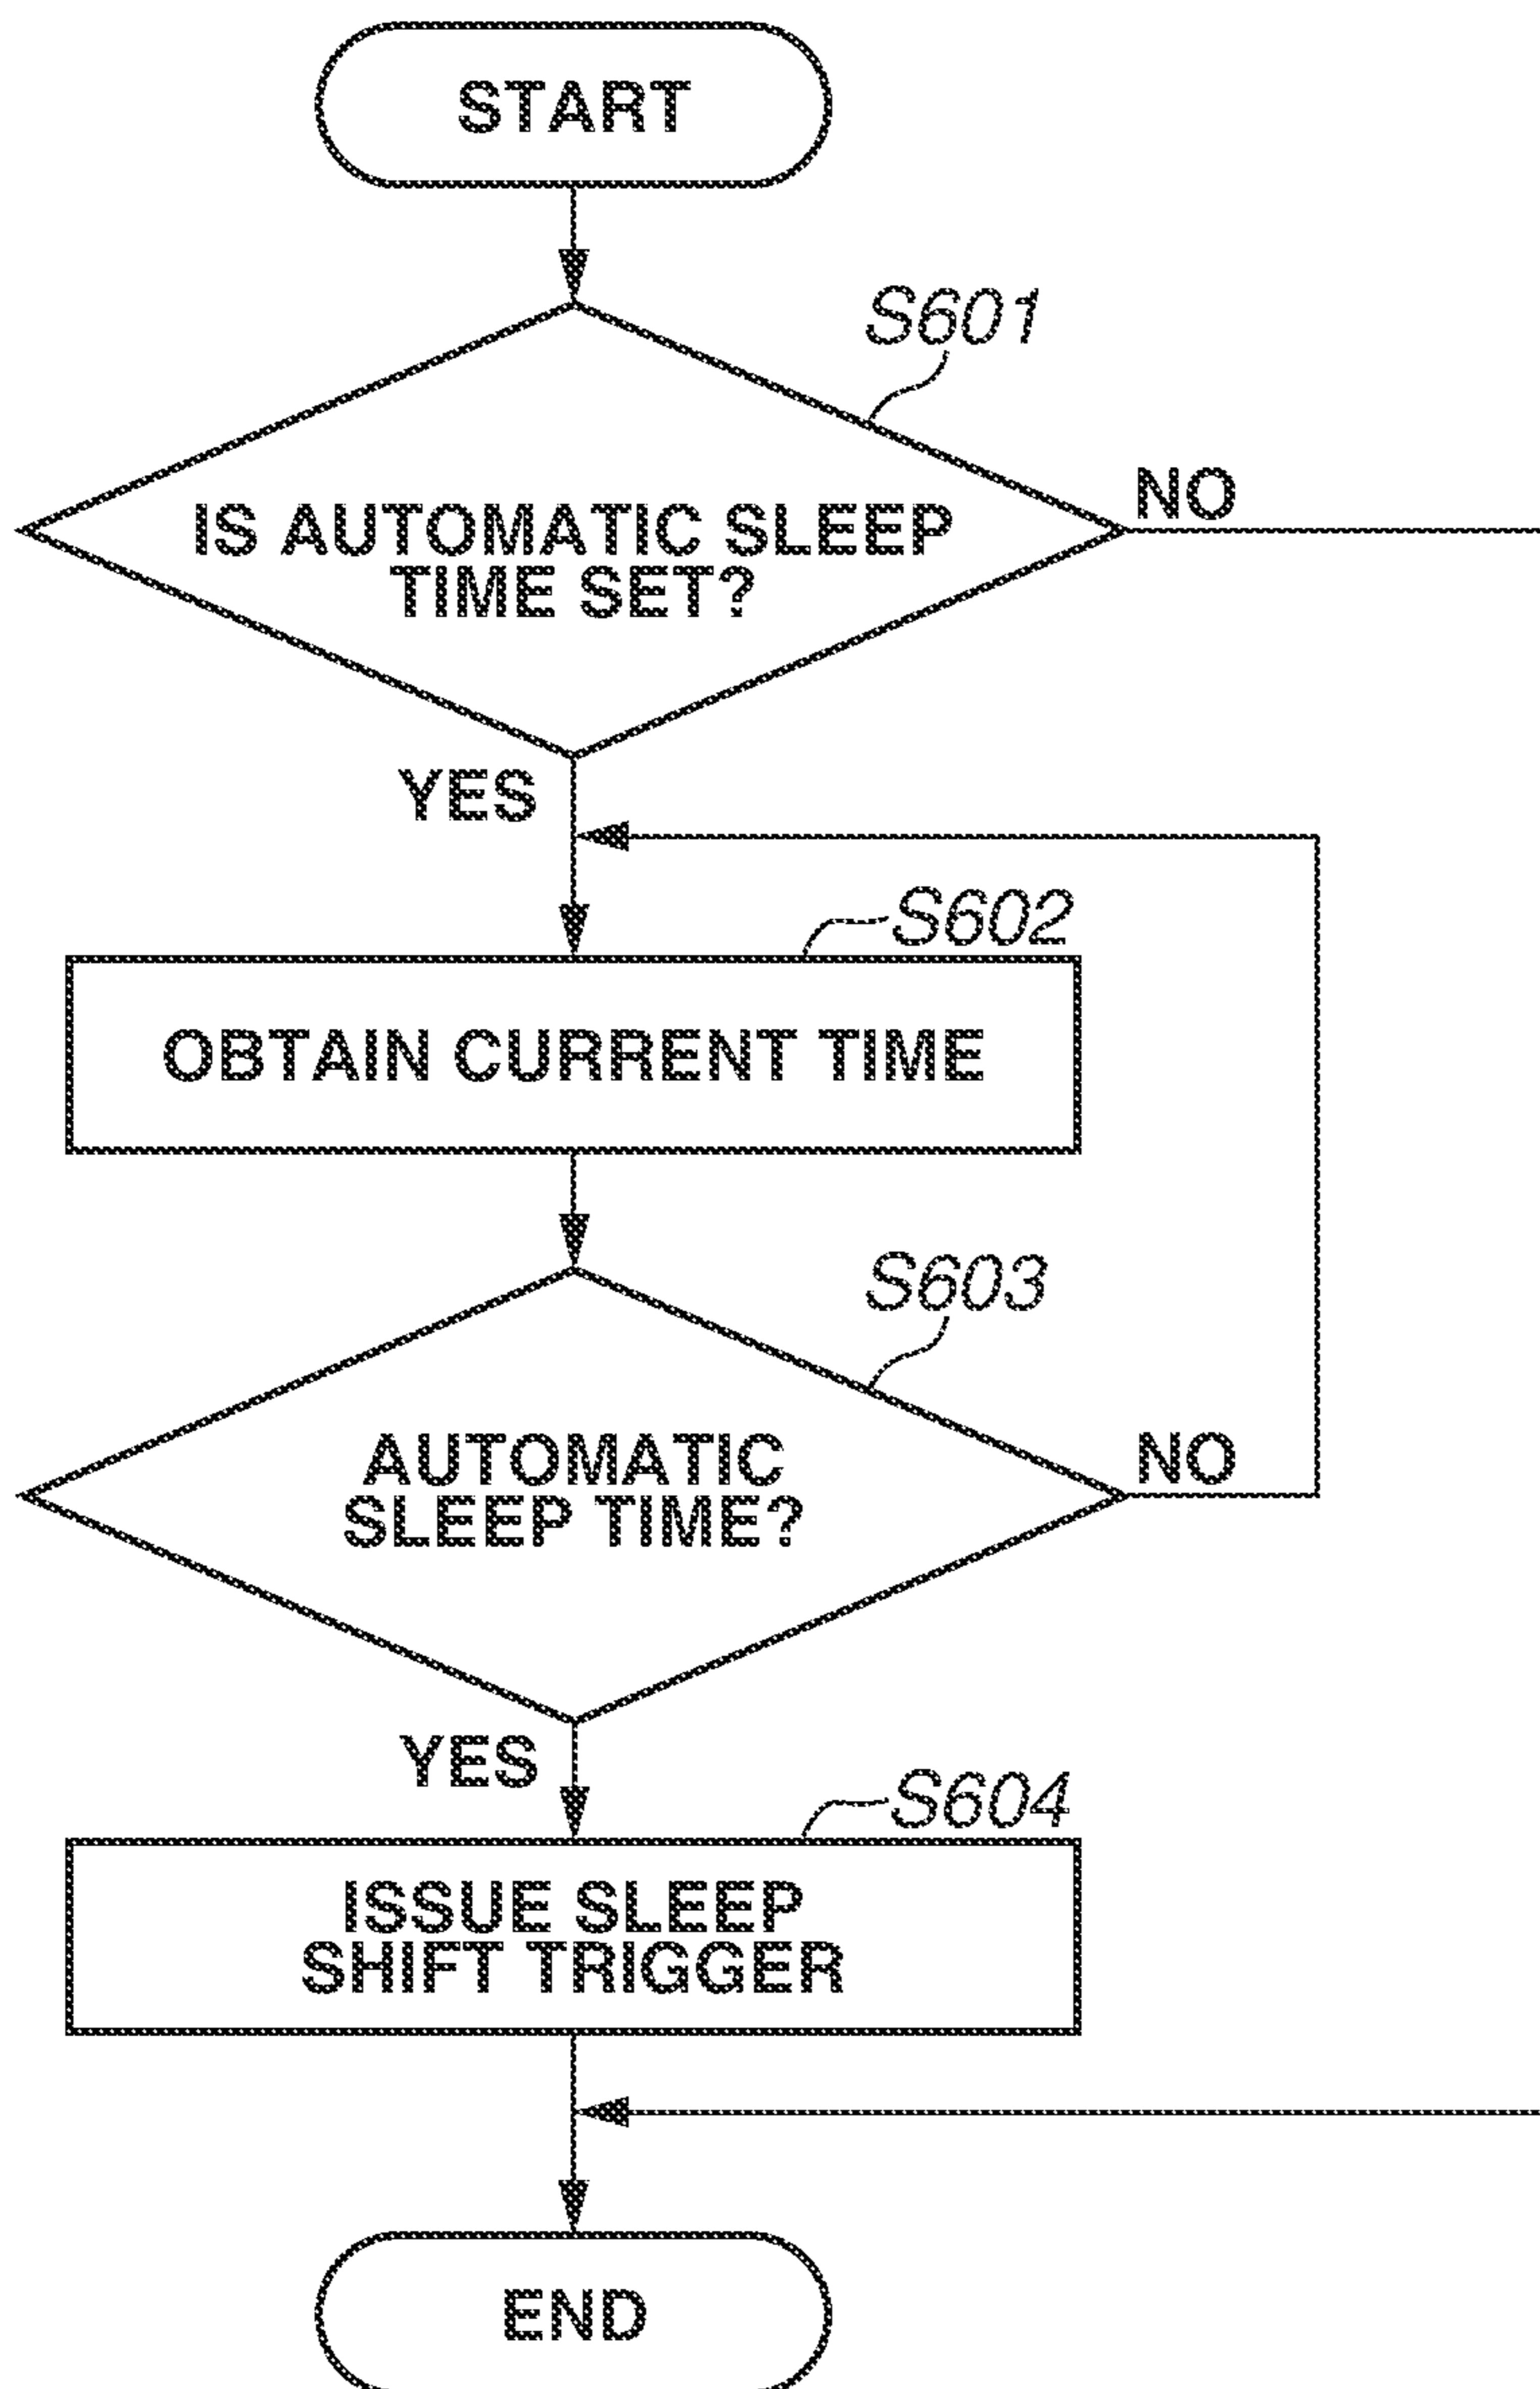 START
S601
IS AUTOMATIC SLEEP
TIME SET?
NO
YES
S602
OBTAIN CURRENT TIME
S603
AUTOMATIC
SLEEP TIME?
NO
YES
S604
ISSUE SLEEP
SHIFT TRIGGER
END